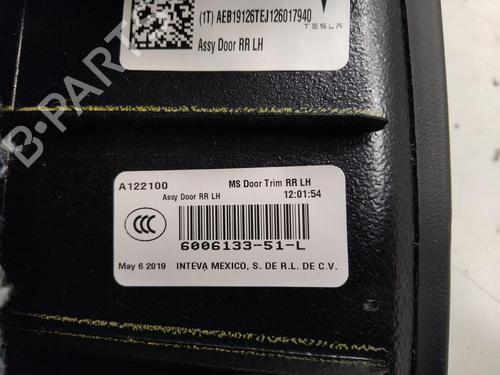 (1T) AEB19126TEJ126017940
TESLA
Assy Door RR LH
B-PARTS
A122100
MS Door Trim RR LH
Assy Door RR LH
12:01:54
CCC
6006133-51-L
May 6 2019
INTEVA MEXICO, S. DE R.L. DE C.V.